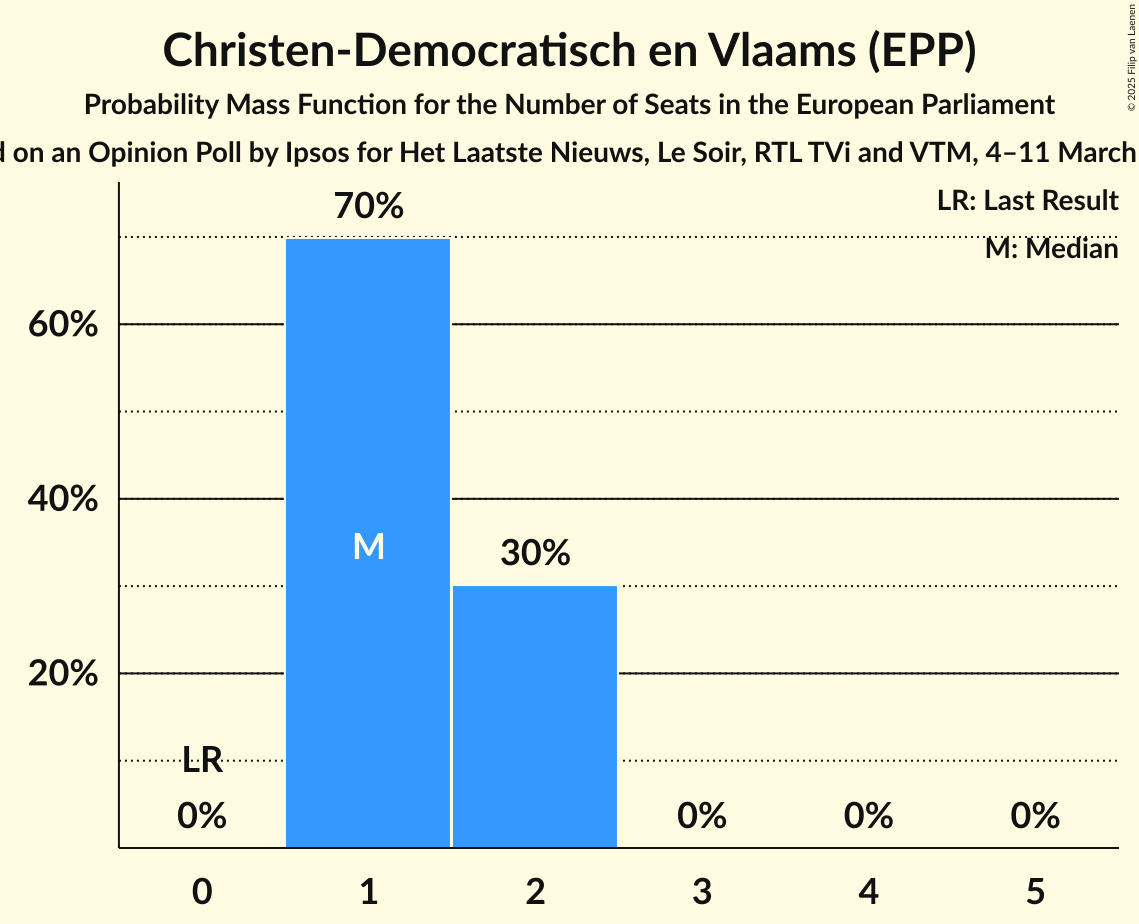 Christen-Democratisch en Vlaams (EPP)
Probability Mass Function for the Number of Seats in the European Parliament
on an Opinion Poll by Ipsos for Het Laatste Nieuws, Le Soir, RTL TVi and VTM, 4–11 March
© 2025 Filip van Laenen
LR: Last Result
M: Median
70%
60%
40%
M
30%
20%
LR
0% 0% 0% 0%
0 1 2 3 4 5